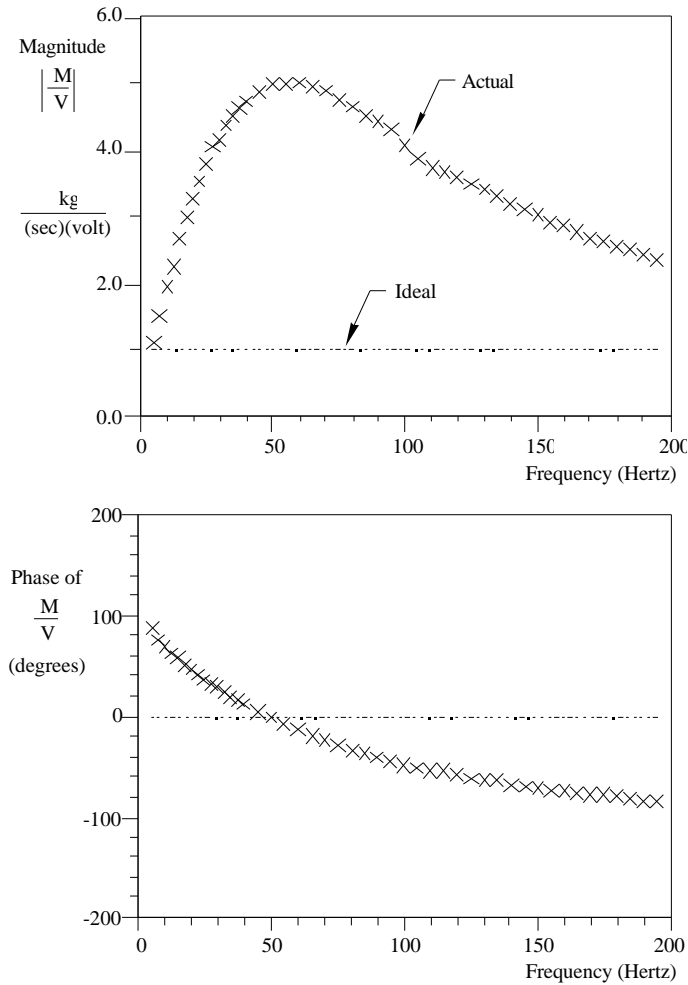 6.0
Magnitude
M
V
Actual
4.0
kg
(sec)(volt)
Ideal
2.0
0.0
0
50
100
150
200
Frequency (Hertz)
200
Phase of
M
V
(degrees)
100
0
-100
-200
0
50
100
150
200
Frequency (Hertz)